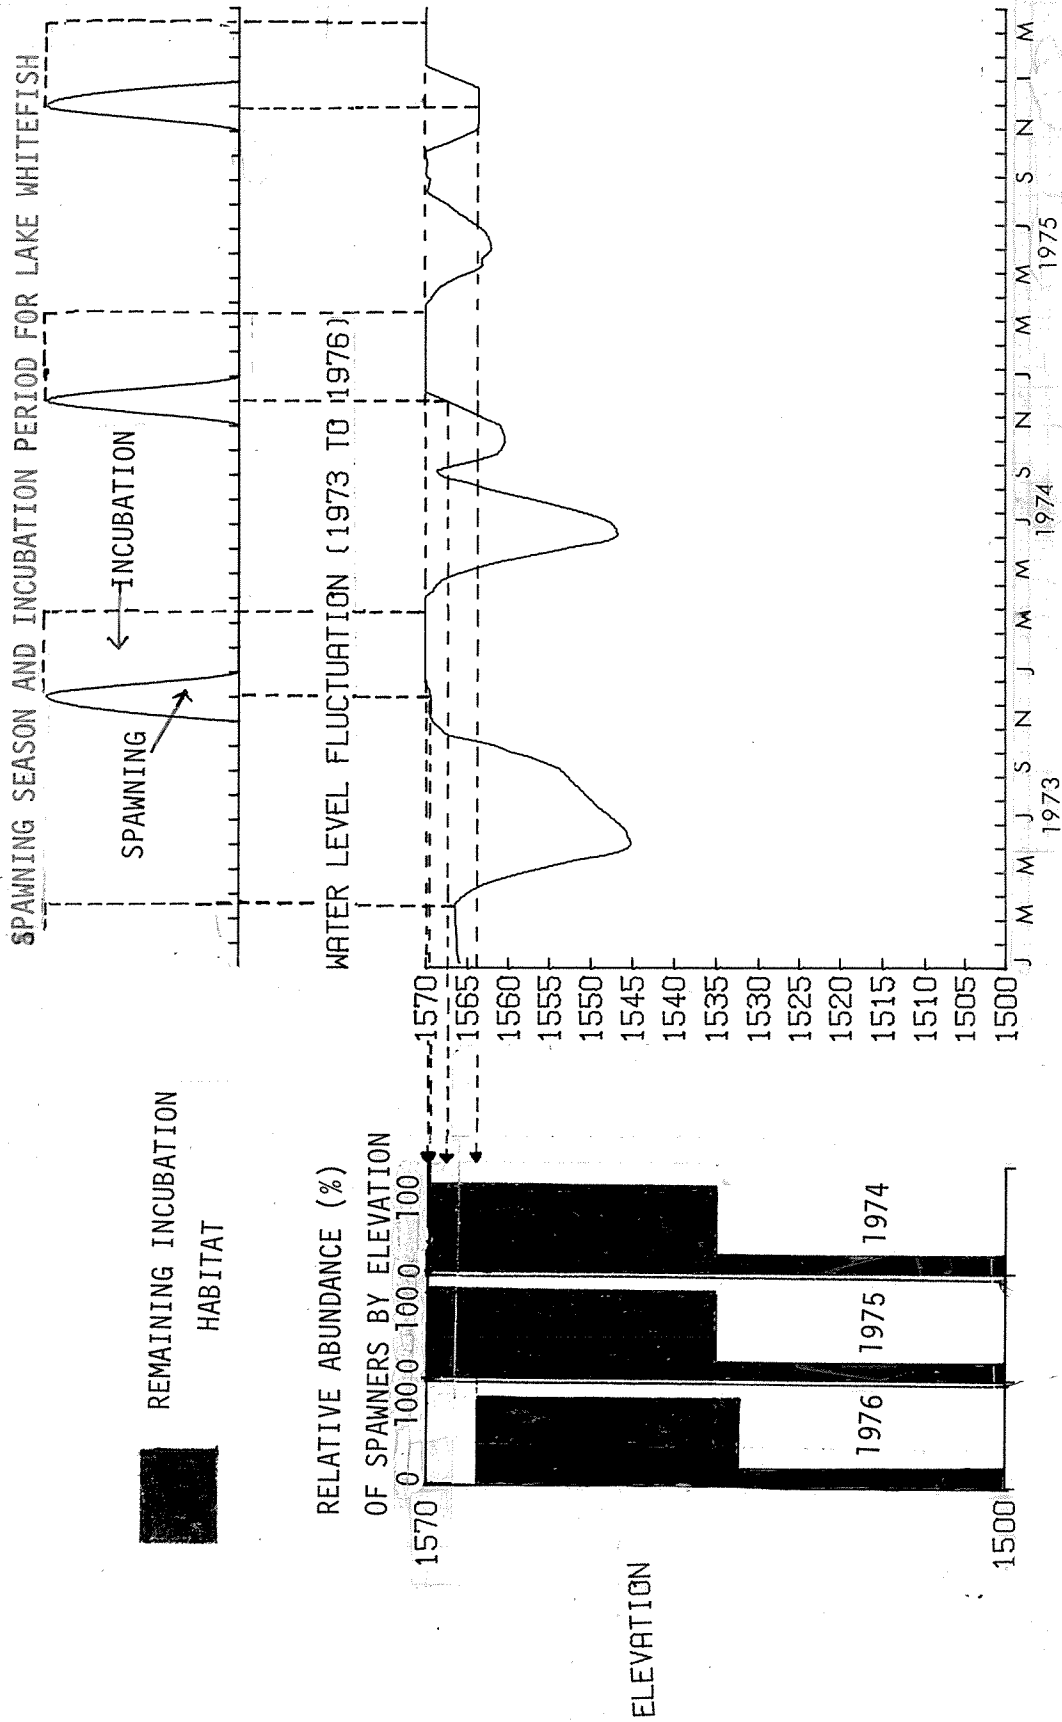 SPAWNING SEASON AND INCUBATION PERIOD FOR LAKE WHITEFISH
INCUBATION
SPAWNING
WATER LEVEL FLUCTUATION (1973 TO 1976)
REMAINING INCUBATION
HABITAT
RELATIVE ABUNDANCE (%)
OF SPAWNERS BY ELEVATION
0 100 0 100 0 100
1570
1500
ELEVATION
1976
1975
1974
1570
1565
1560
1555
1550
1545
1540
1535
1530
1525
1520
1515
1510
1505
1500
J M M J S N J M M J S N J M M J S N J M
1973 1974 1975